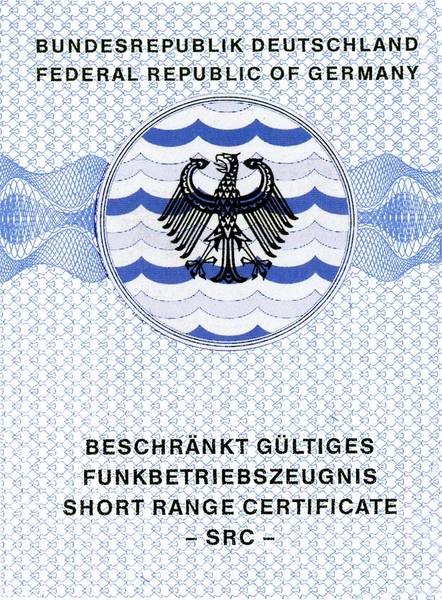 BUNDESREPUBLIK DEUTSCHLAND
FEDERAL REPUBLIC OF GERMANY
BESCHRÄNKT GÜLTIGES
FUNKBETRIEBSZEUGNIS
SHORT RANGE CERTIFICATE
– SRC –